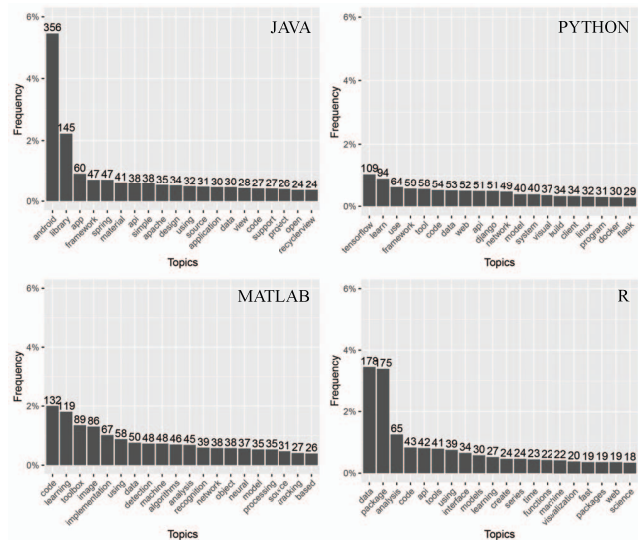 JAVA
6%
4%
2%
0%
Frequency
356 145 60 47 47 41 38 38 35 34 32 31 30 30 28 27 27 26 24 24
android library app framework spring material api simple apache design using source application data view code support project open recyclerview
Topics
PYTHON
6%
4%
2%
0%
Frequency
109 94 64 59 58 54 53 52 51 51 49 40 40 37 34 34 32 31 30 29
tensorflow learn use framework tool code data web api django network model system visual build client linux program docker flask
Topics
MATLAB
6%
4%
2%
0%
Frequency
132 119 89 86 67 58 50 48 48 46 45 39 38 38 37 35 35 31 27 26
code learning toolbox image implementation using data detection machine algorithms analysis recognition network object neural model processing source tracking based
Topics
R
6%
4%
2%
0%
Frequency
178 175 65 43 42 41 39 34 30 27 24 24 23 22 22 20 19 19 19 18
data package analysis code api tools using interface models learning create series time functions machine visualization fast packages web science
Topics